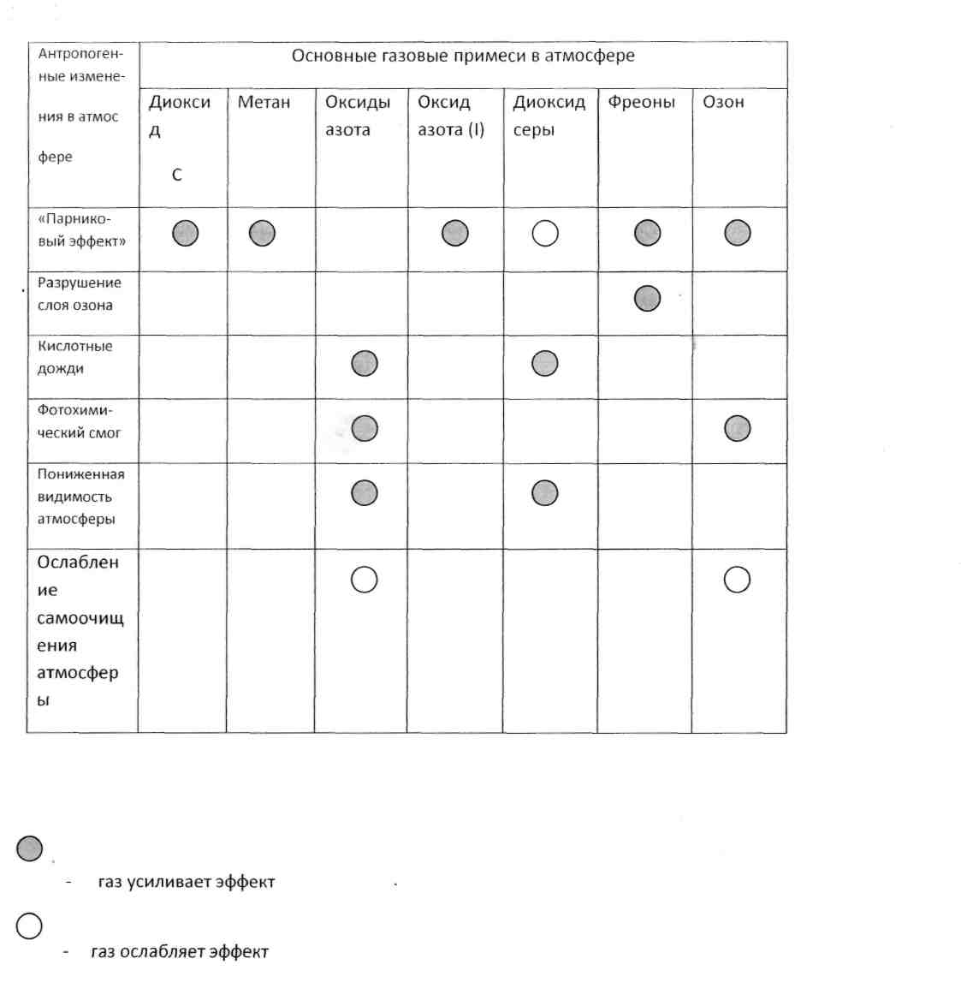 Антропоген-
ные измене-
ния в атмос
фере
Основные газовые примеси в атмосфере
Диокси
д
С
Метан
Оксиды
азота
Оксид
азота (I)
Диоксид
серы
Фреоны
Озон
«Парнико-
вый эффект»
Разрушение
слоя озона
Кислотные
дожди
Фотохими-
ческий смог
Пониженная
видимость
атмосферы
Ослаблен
ие
самоочищ
ения
атмосфер
ы
- газ усиливает эффект
- газ ослабляет эффект